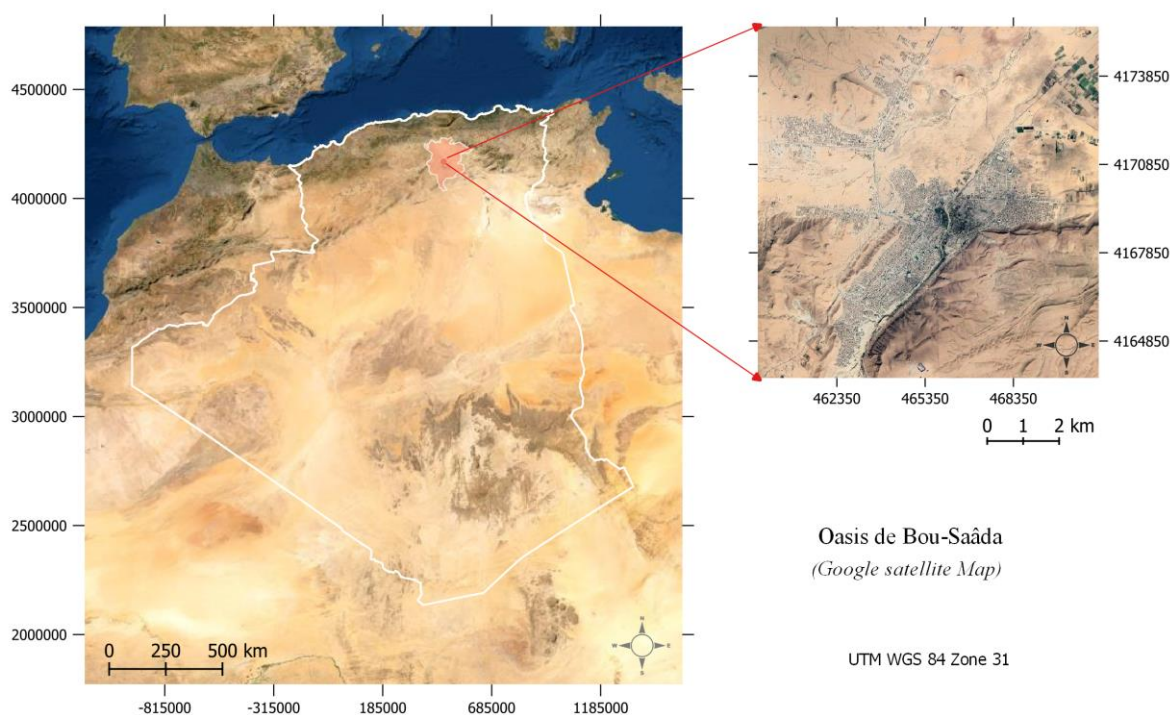 4500000
4000000
3500000
3000000
2500000
2000000
-815000 -315000 185000 685000 1185000
0 250 500 km
N
W E
S
4173850
4170850
4167850
4164850
462350 465350 468350
N
E
0 1 2 km
Oasis de Bou-Saâda
(Google satellite Map)
UTM WGS 84 Zone 31